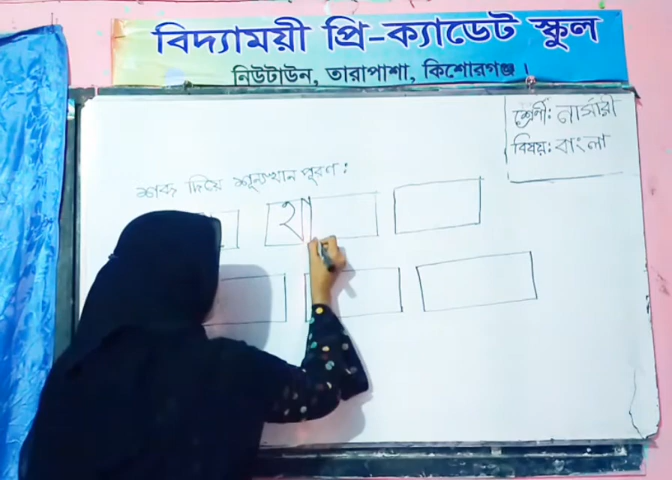 বিদ্যাময়ী প্রি-ক্যাডেট স্কুল
নিউটাউন, তারাপাশা, কিশোরগঞ্জ।
শ্রেণী: নার্সারী
বিষয়: বাংলা
শব্দ দিয়ে শূন্যস্থান পূরণ:
হা